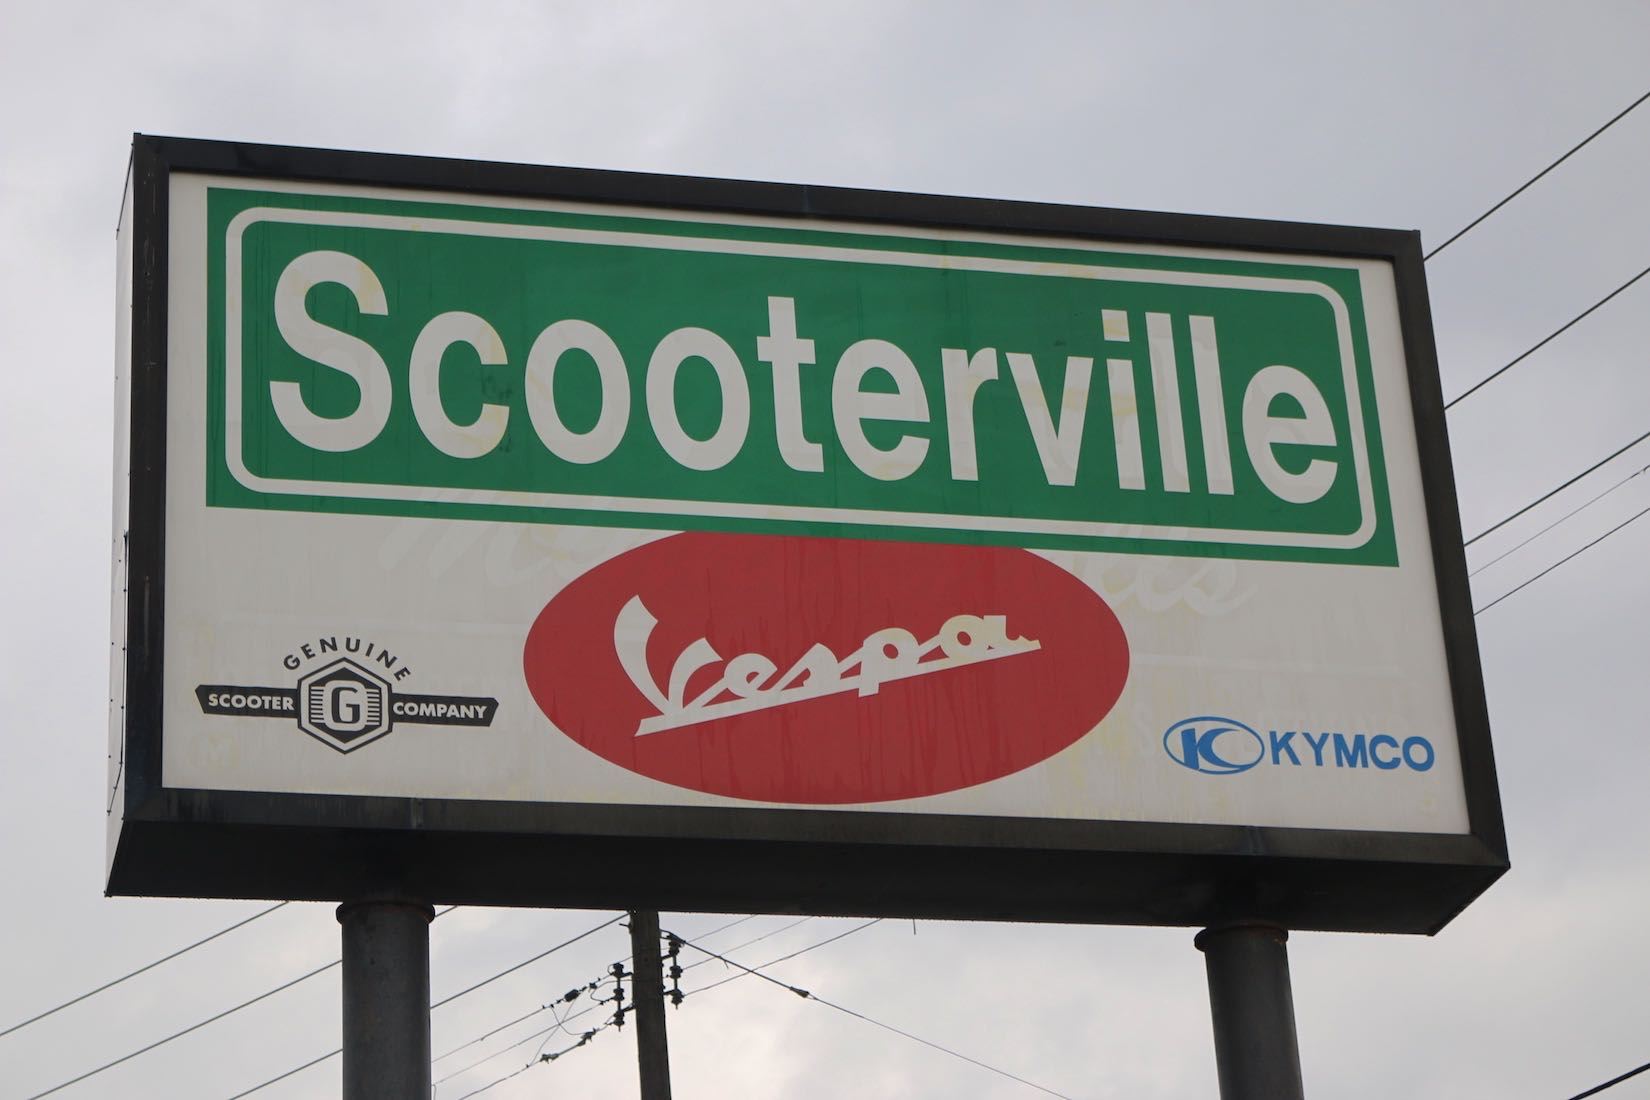 Scooterville
Vespa
GENUINE
SCOOTER G COMPANY
KYMCO